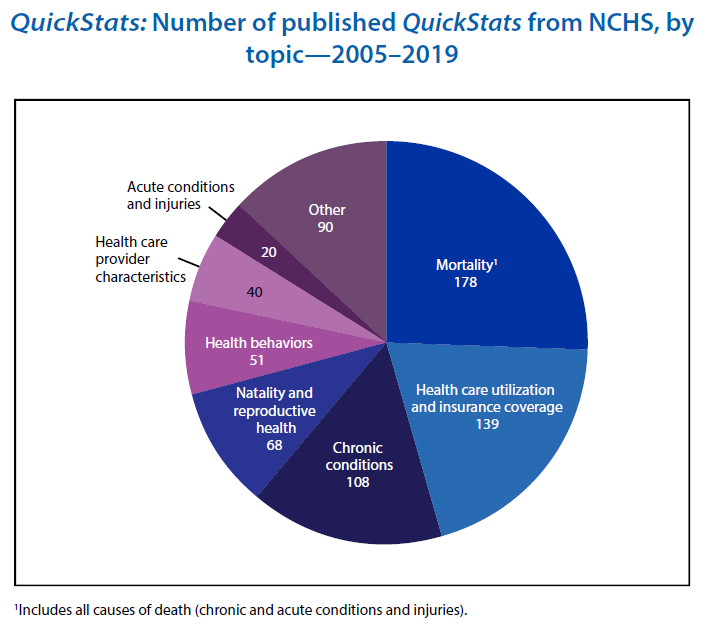 QuickStats: Number of published QuickStats from NCHS, by
topic—2005–2019
Acute conditions
and injuries
Other
90
20
Health care
provider
characteristics
40
Mortality¹
178
Health behaviors
51
Health care utilization
and insurance coverage
139
Natality and
reproductive
health
68
Chronic
conditions
108
¹Includes all causes of death (chronic and acute conditions and injuries).